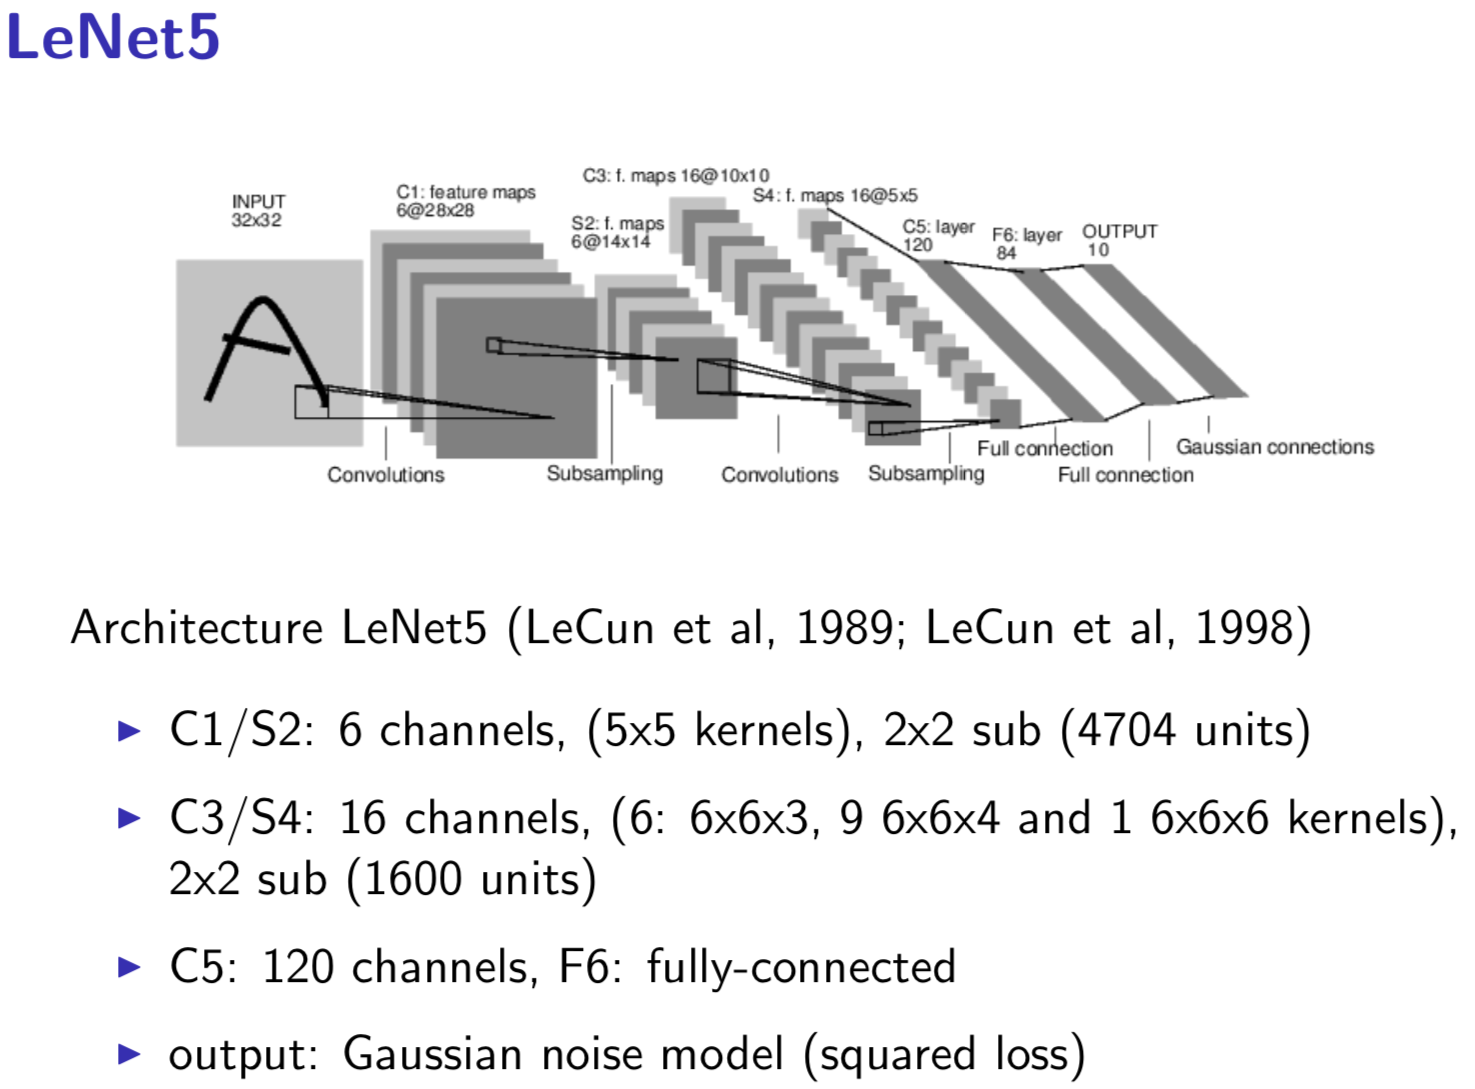 LeNet5
INPUT
32x32
C1: feature maps
6@28x28
S2: f. maps
6@14x14
C3: f. maps 16@10x10
S4: f. maps 16@5x5
C5: layer
120
F6: layer
84
OUTPUT
10
Convolutions
Subsampling
Convolutions
Subsampling
Full connection
Full connection
Gaussian connections
Architecture LeNet5 (LeCun et al, 1989; LeCun et al, 1998)
▶ C1/S2: 6 channels, (5x5 kernels), 2x2 sub (4704 units)
▶ C3/S4: 16 channels, (6: 6x6x3, 9 6x6x4 and 1 6x6x6 kernels),
2x2 sub (1600 units)
▶ C5: 120 channels, F6: fully-connected
▶ output: Gaussian noise model (squared loss)